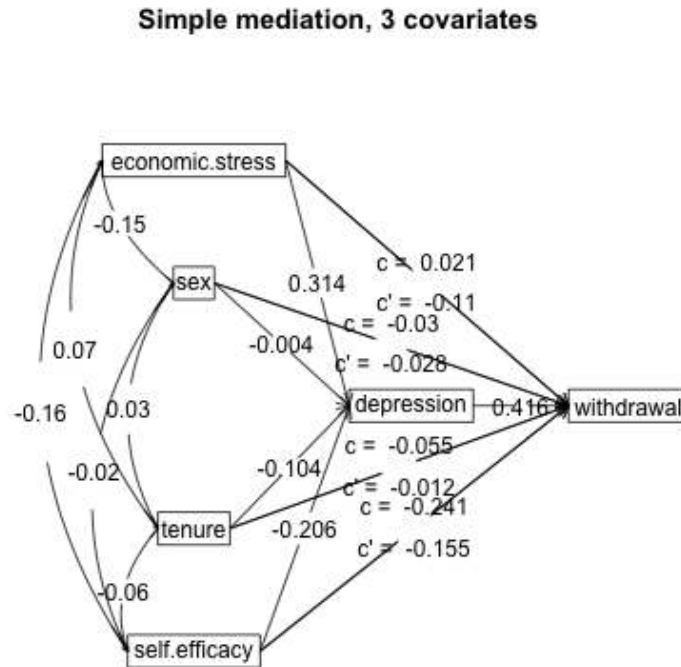 Simple mediation, 3 covariates
economic.stress
-0.15
c = 0.021
0.314
c' = -0.11
sex
c = -0.03
-0.004
0.07
c' = -0.028
depression
0.416
withdrawal
-0.16
0.03
c = -0.055
-0.104
-0.02
c' = -0.012
c = -0.241
tenure
-0.206
c' = -0.155
-0.06
self.efficacy